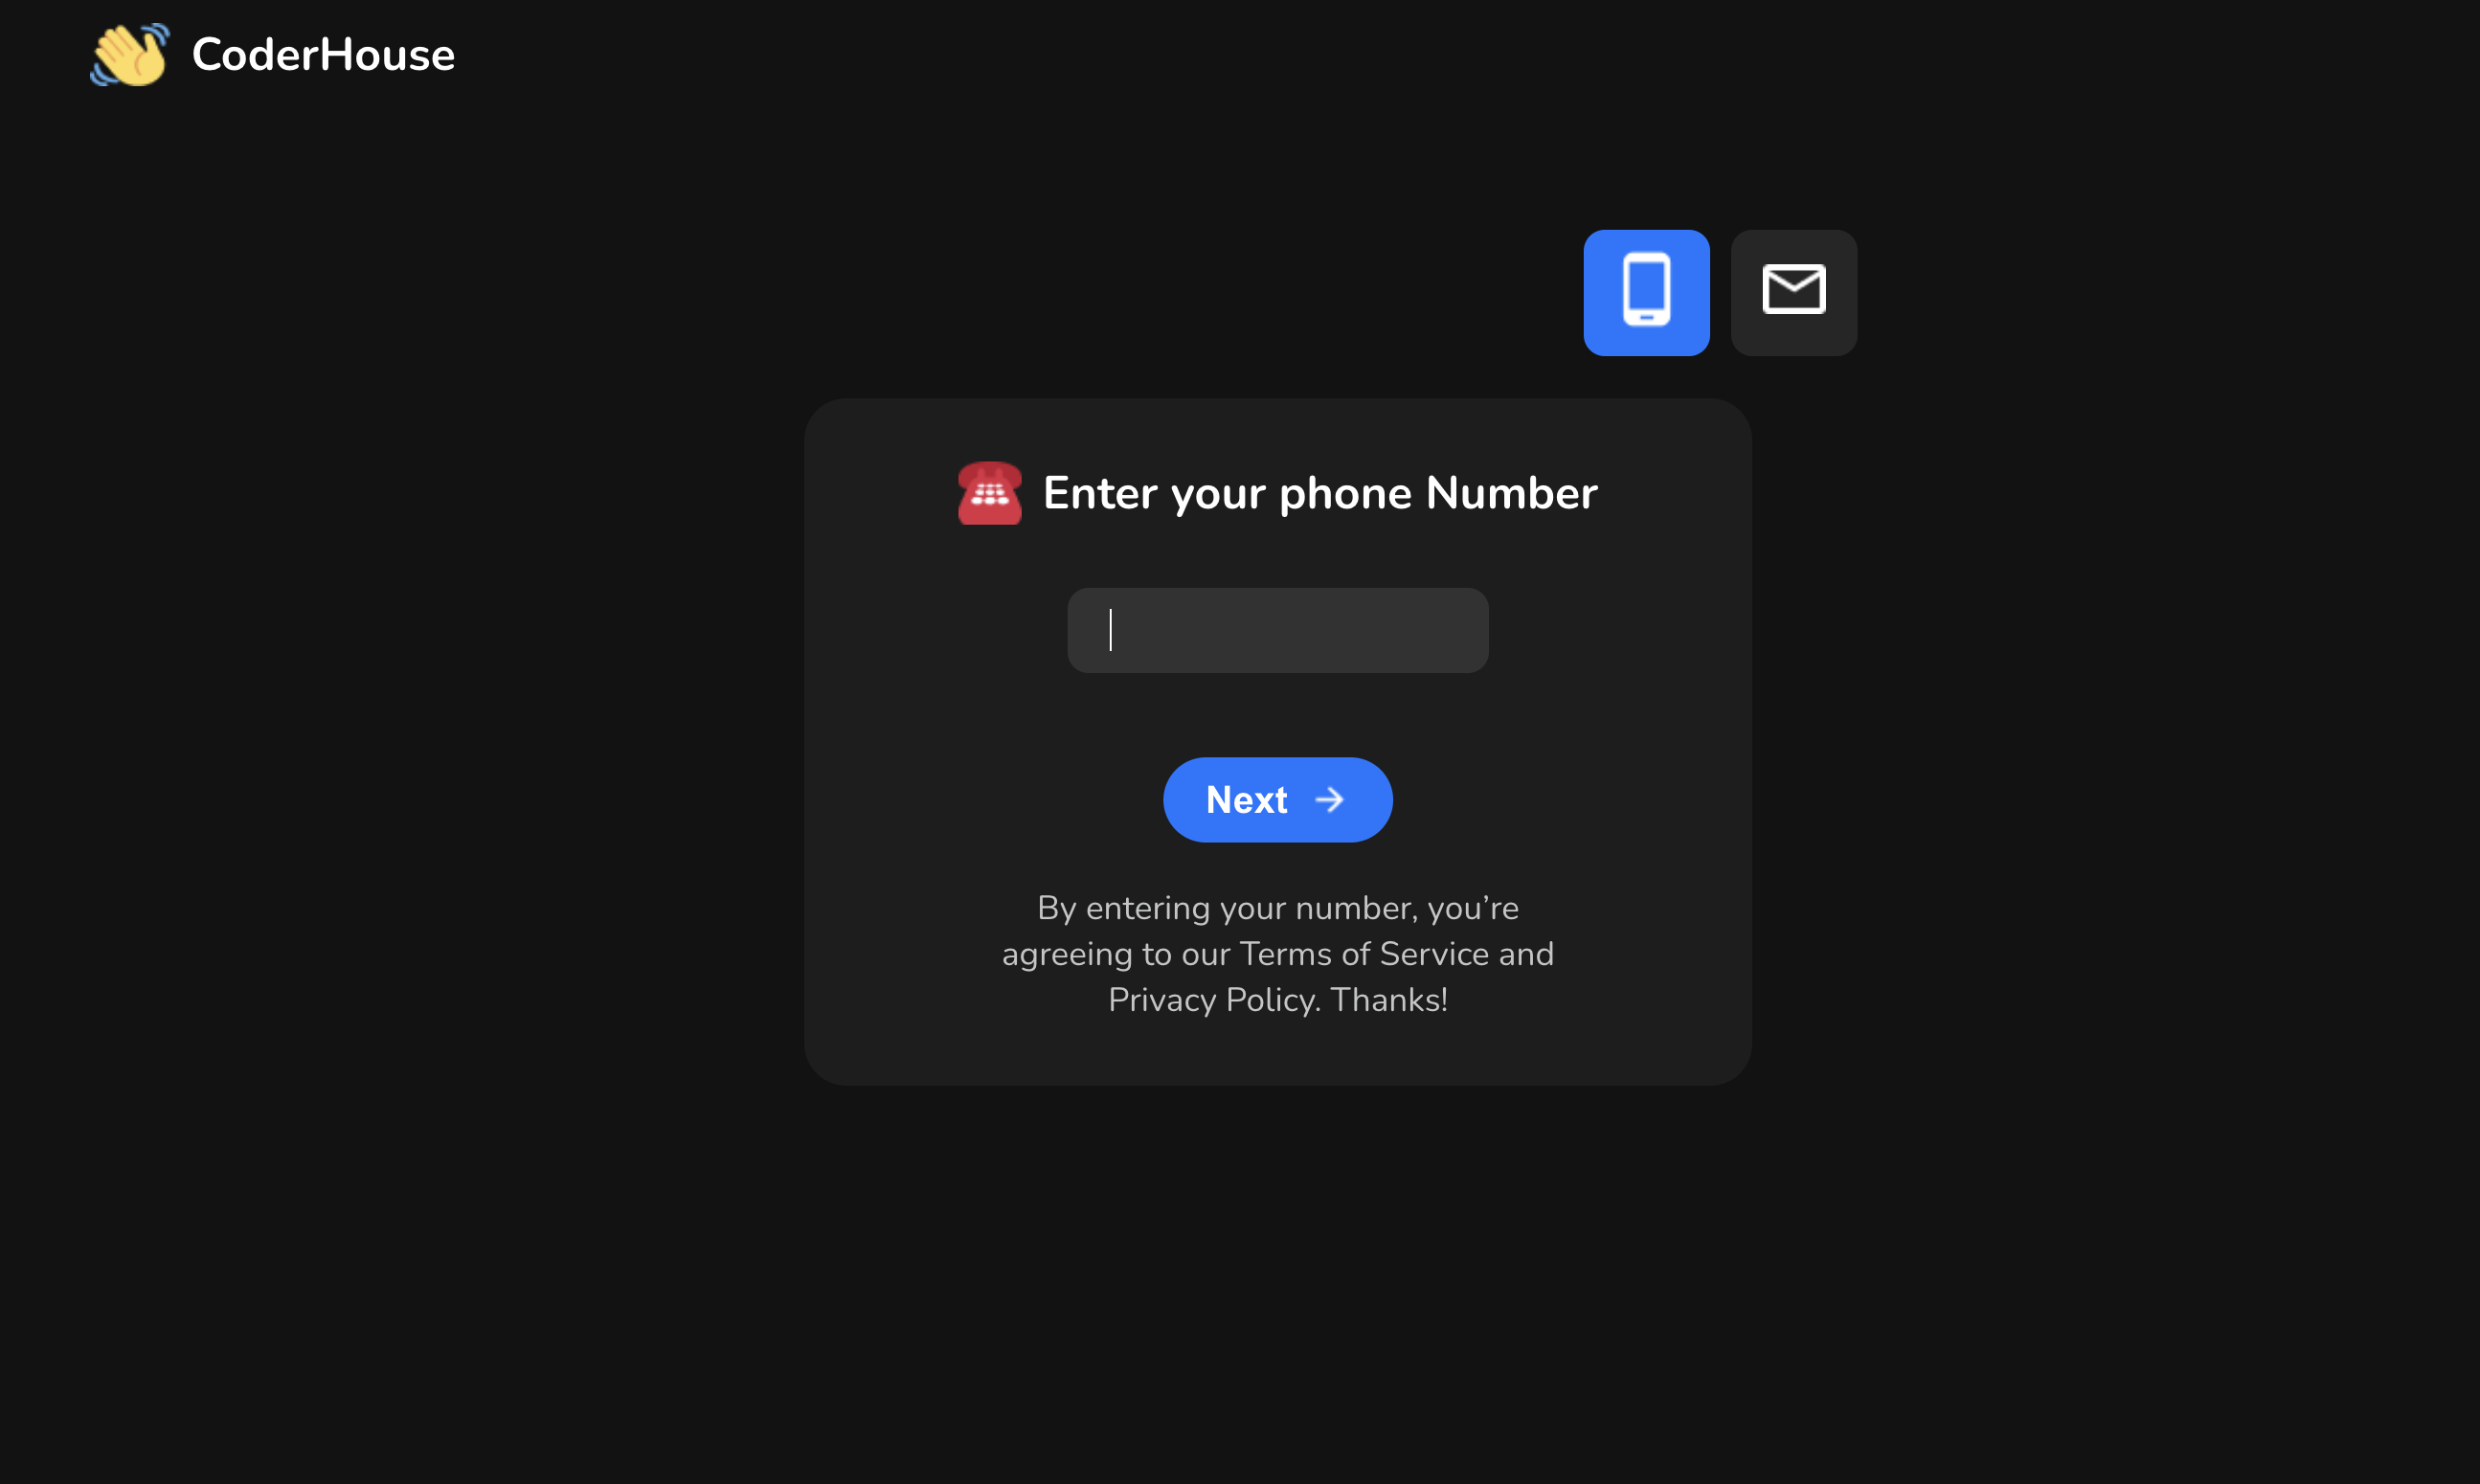 CoderHouse
Enter your phone Number
Next
By entering your number, you’re
agreeing to our Terms of Service and
Privacy Policy. Thanks!